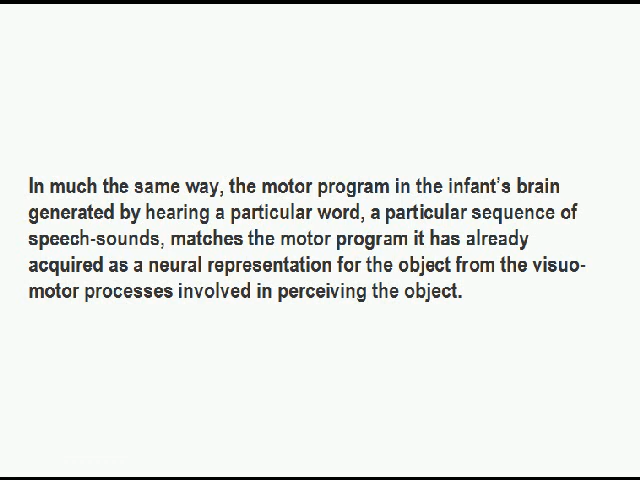 In much the same way, the motor program in the infant's brain
generated by hearing a particular word, a particular sequence of
speech-sounds, matches the motor program it has already
acquired as a neural representation for the object from the visuo-
motor processes involved in perceiving the object.